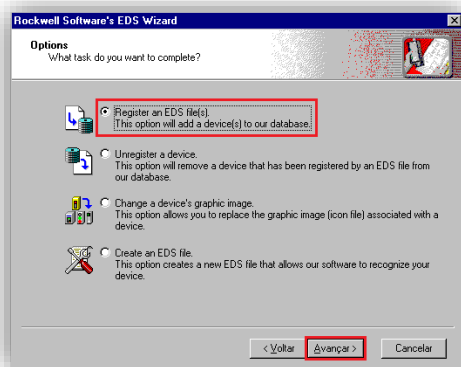 Rockwell Software's EDS Wizard
Options
What task do you want to complete?
Register an EDS file(s).
This option will add a device(s) to our database.
Unregister a device.
This option will remove a device that has been registered by an EDS file from
our database.
Change a device's graphic image.
This option allows you to replace the graphic image (icon file) associated with a
device.
Create an EDS file.
This option creates a new EDS file that allows our software to recognize your
device.
< Voltar Avançar > Cancelar